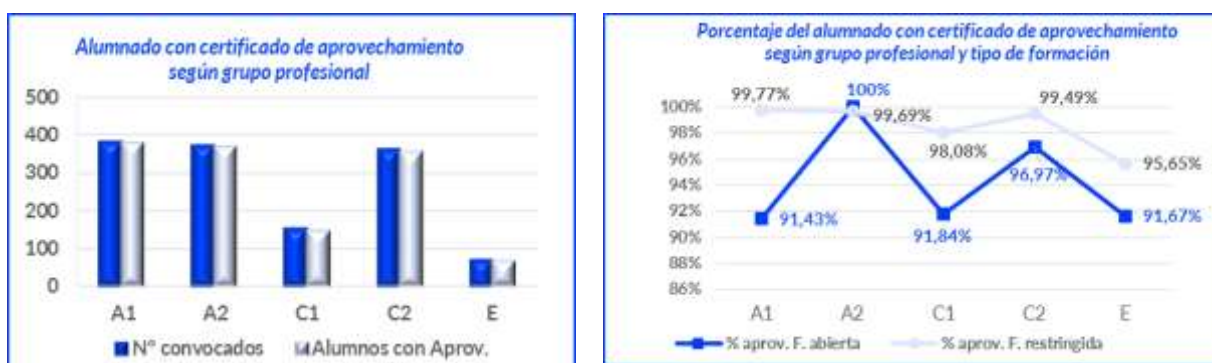 Alumnado con certificado de aprovechamiento
según grupo profesional
500
400
300
200
100
0
A1 A2 C1 C2 E
Nº convocados Alumnos con Aprov.
Porcentaje del alumnado con certificado de aprovechamiento
según grupo profesional y tipo de formación
99,77% 100% 99,69% 99,49%
98,08% 95,65%
91,43% 91,84% 96,97% 91,67%
100%
98%
96%
94%
92%
90%
88%
86%
A1 A2 C1 C2 E
% aprov. F. abierta % aprov. F. restringida